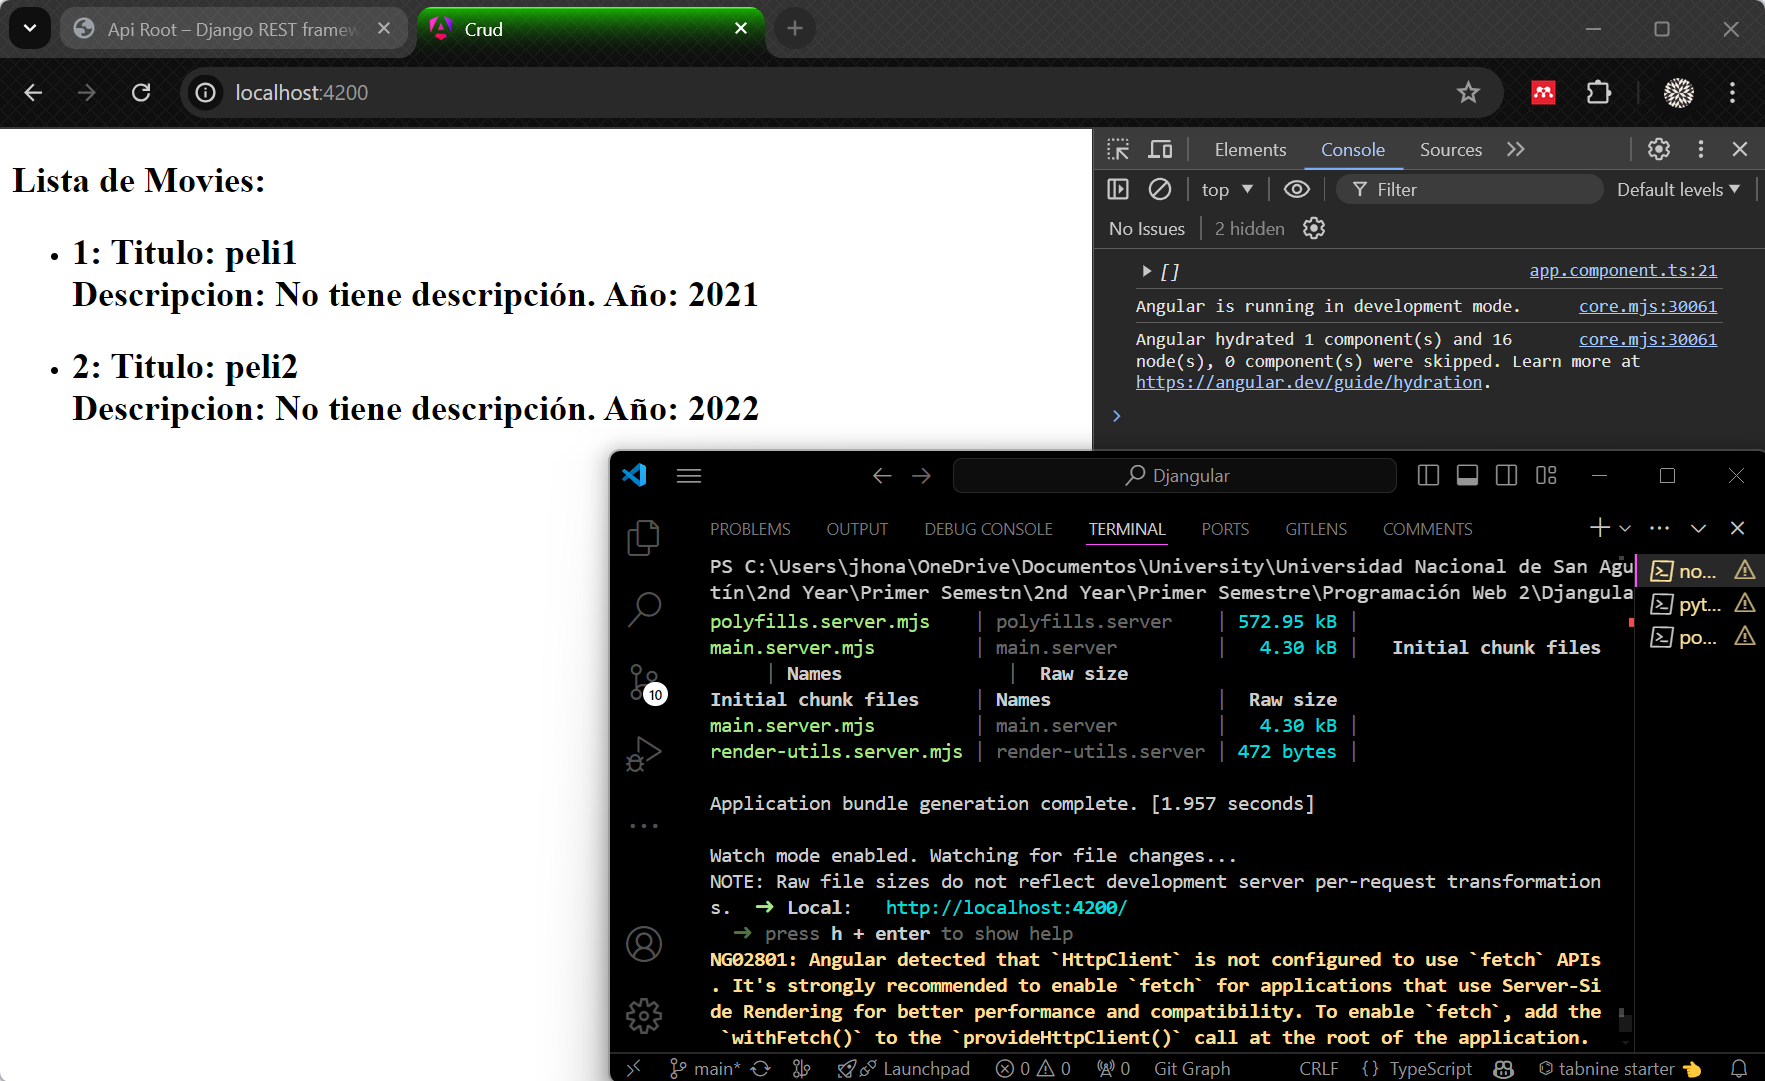 Api Root – Django REST framew
Crud
localhost:4200
Lista de Movies:
1: Titulo: peli1
Descripcion: No tiene descripción. Año: 2021
2: Titulo: peli2
Descripcion: No tiene descripción. Año: 2022
Elements
Console
Sources
top
Filter
Default levels
No Issues
2 hidden
[] app.component.ts:21
Angular is running in development mode. core.mjs:30061
Angular hydrated 1 component(s) and 16 core.mjs:30061
node(s), 0 component(s) were skipped. Learn more at
https://angular.dev/guide/hydration.
Djangular
PROBLEMS OUTPUT DEBUG CONSOLE TERMINAL PORTS GITLENS COMMENTS
PS C:\Users\jhona\OneDrive\Documentos\University\Universidad Nacional de San Agu
tín\2nd Year\Primer Semestn\2nd Year\Primer Semestre\Programación Web 2\Djangula
polyfills.server.mjs | polyfills.server | 572.95 kB |
main.server.mjs | main.server | 4.30 kB | Initial chunk files
| Names | Raw size
Initial chunk files | Names | Raw size
main.server.mjs | main.server | 4.30 kB |
render-utils.server.mjs | render-utils.server | 472 bytes |
Application bundle generation complete. [1.957 seconds]
Watch mode enabled. Watching for file changes...
NOTE: Raw file sizes do not reflect development server per-request transformation
s. ➜ Local: http://localhost:4200/
➜ press h + enter to show help
NG02801: Angular detected that `HttpClient` is not configured to use `fetch` APIs
. It's strongly recommended to enable `fetch` for applications that use Server-Si
de Rendering for better performance and compatibility. To enable `fetch`, add the
`withFetch()` to the `provideHttpClient()` call at the root of the application.
no...
pyt...
po...
10
main* Launchpad 0 0 0 Git Graph CRLF {} TypeScript tabnine starter